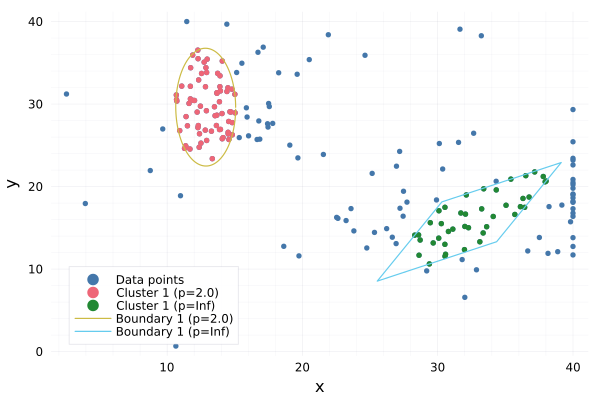 40
30
20
10
0
y
Data points
Cluster 1 (p=2.0)
Cluster 1 (p=Inf)
Boundary 1 (p=2.0)
Boundary 1 (p=Inf)
10
20
30
40
x